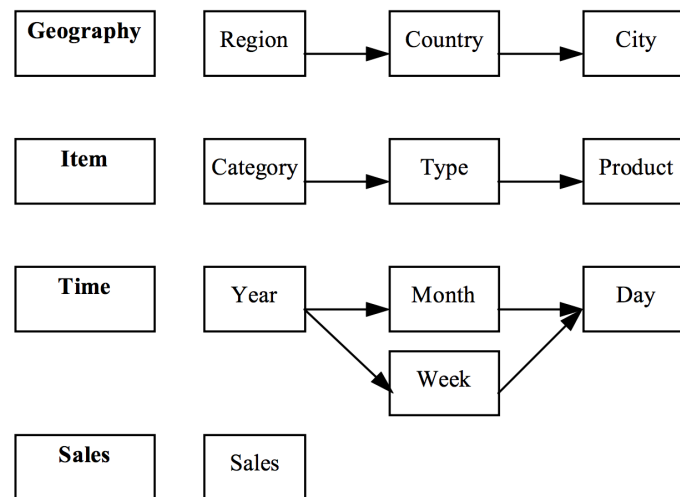 Geography Region Country City
Item Category Type Product
Time Year Month Day
Week
Sales Sales